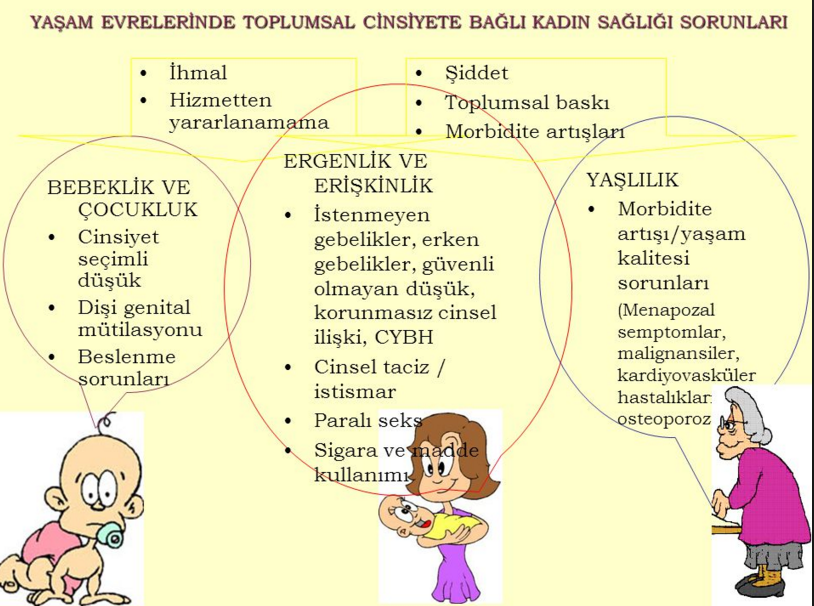 YAŞAM EVRELERİNDE TOPLUMSAL CİNSİYETE BAĞLI KADIN SAĞLIĞI SORUNLARI
• İhmal
• Hizmetten
yararlanamama
• Şiddet
• Toplumsal baskı
• Morbidite artışları
BEBEKLİK VE
ÇOCUKLUK
• Cinsiyet
seçimli
düşük
• Dişi genital
mütilasyonu
• Beslenme
sorunları
ERGENLİK VE
ERİŞKİNLİK
• İstenmeyen
gebelikler, erken
gebelikler, güvenli
olmayan düşük,
korunmasız cinsel
ilişki, CYBH
• Cinsel taciz /
istismar
• Paralı seks
• Sigara ve madde
kullanımı
YAŞLILIK
• Morbidite
artışı/yaşam
kalitesi
sorunları
(Menapozal
semptomlar,
malignansiler,
kardiyovasküler
hastalıklar
osteoporoz